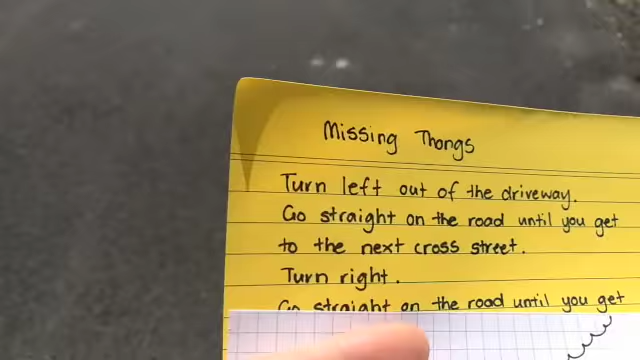 Missing Thongs
Turn left out of the driveway.
Go straight on the road until you get
to the next cross street.
Turn right.
Go straight on the road until you get